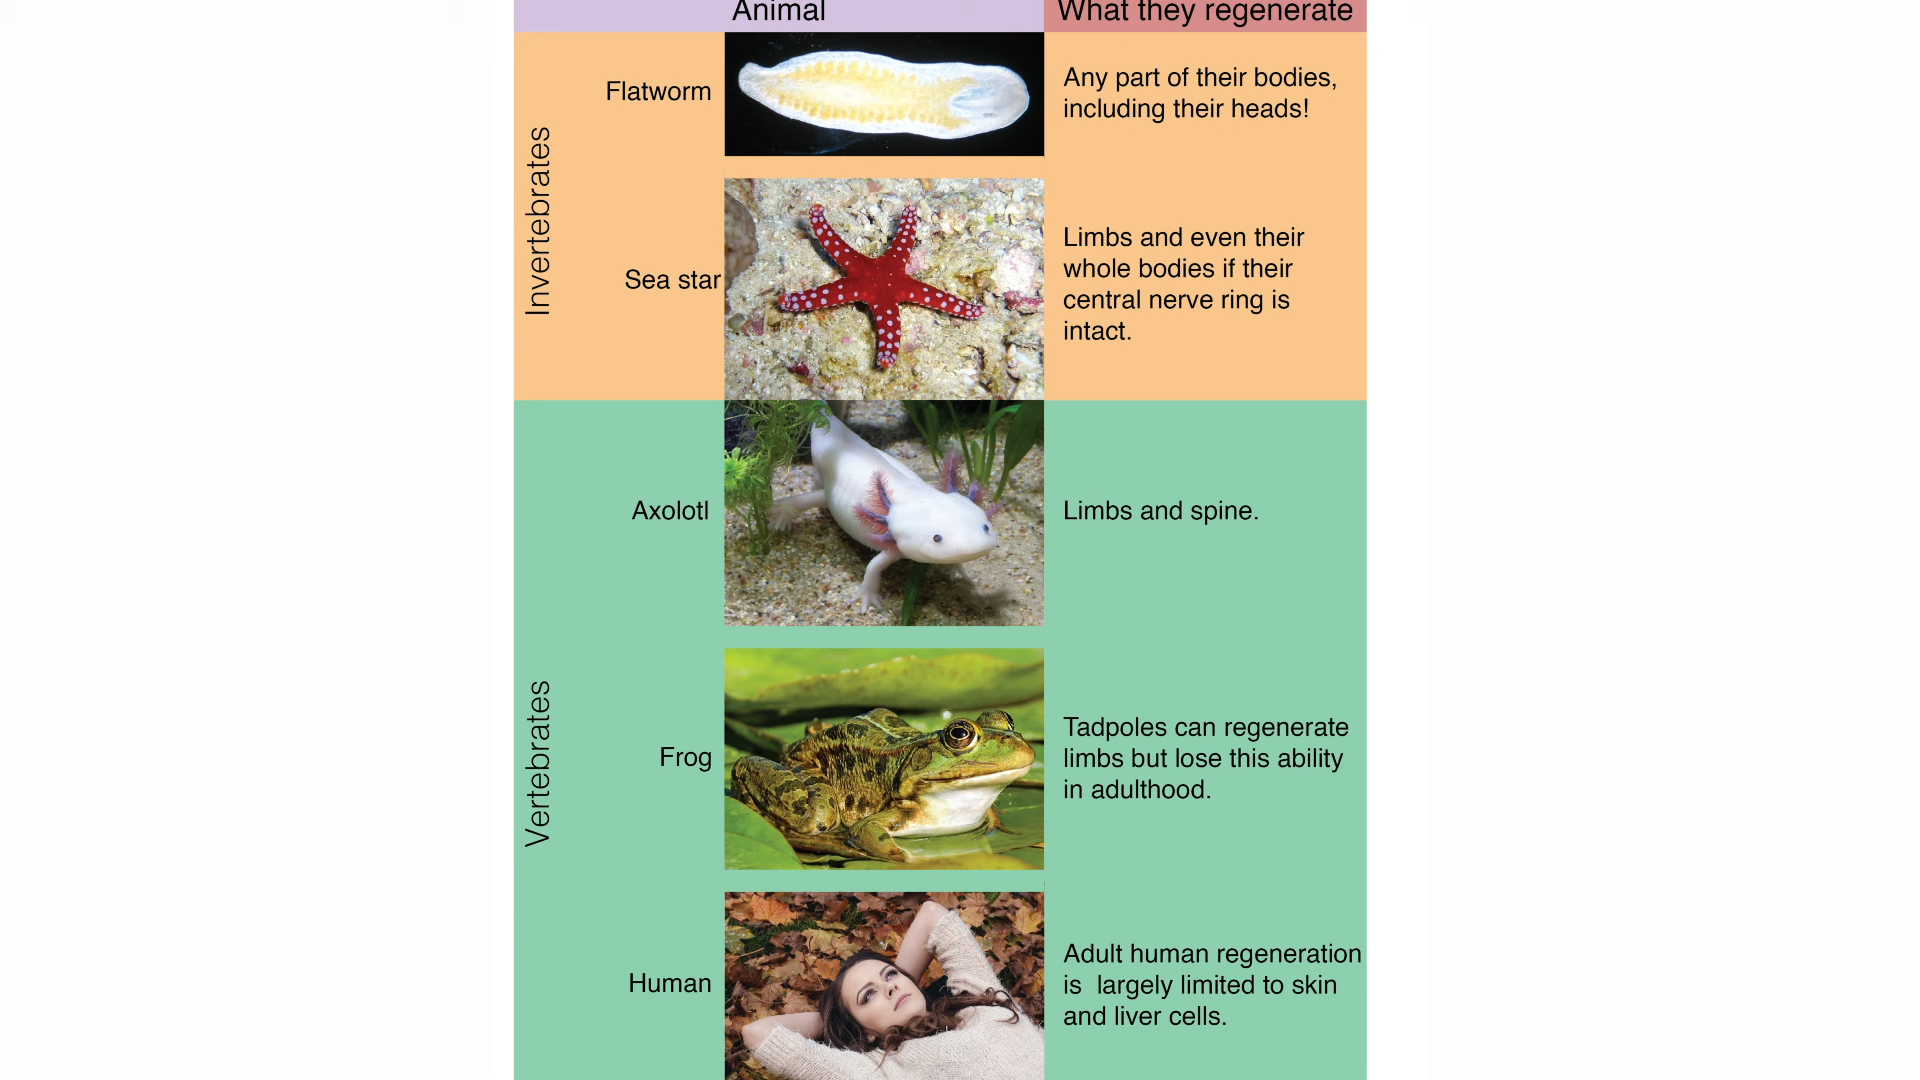 Animal
What they regenerate
Invertebrates
Flatworm
Any part of their bodies,
including their heads!
Sea star
Limbs and even their
whole bodies if their
central nerve ring is
intact.
Vertebrates
Axolotl
Limbs and spine.
Frog
Tadpoles can regenerate
limbs but lose this ability
in adulthood.
Human
Adult human regeneration
is largely limited to skin
and liver cells.